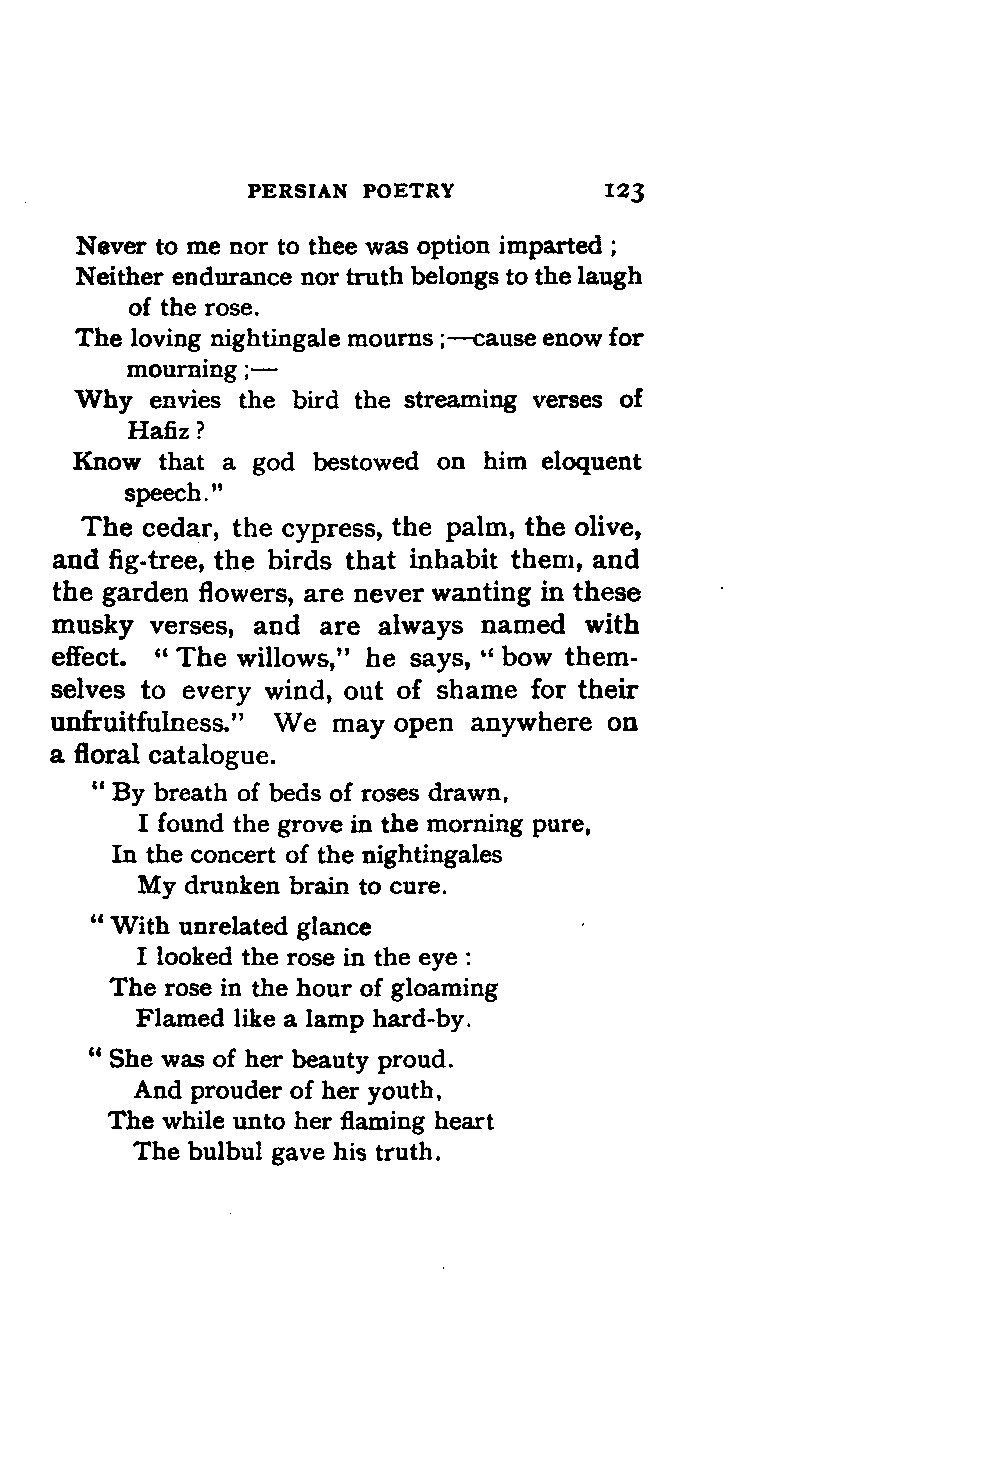 PERSIAN POETRY 123
Never to me nor to thee was option imparted ;
Neither endurance nor truth belongs to the laugh
of the rose.
The loving nightingale mourns ;—cause enow for
mourning ;—
Why envies the bird the streaming verses of
Hafiz ?
Know that a god bestowed on him eloquent
speech."
The cedar, the cypress, the palm, the olive,
and fig-tree, the birds that inhabit them, and
the garden flowers, are never wanting in these
musky verses, and are always named with
effect. "The willows," he says, "bow them-
selves to every wind, out of shame for their
unfruitfulness." We may open anywhere on
a floral catalogue.
"By breath of beds of roses drawn,
I found the grove in the morning pure,
In the concert of the nightingales
My drunken brain to cure.
"With unrelated glance
I looked the rose in the eye :
The rose in the hour of gloaming
Flamed like a lamp hard-by.
"She was of her beauty proud.
And prouder of her youth,
The while unto her flaming heart
The bulbul gave his truth.